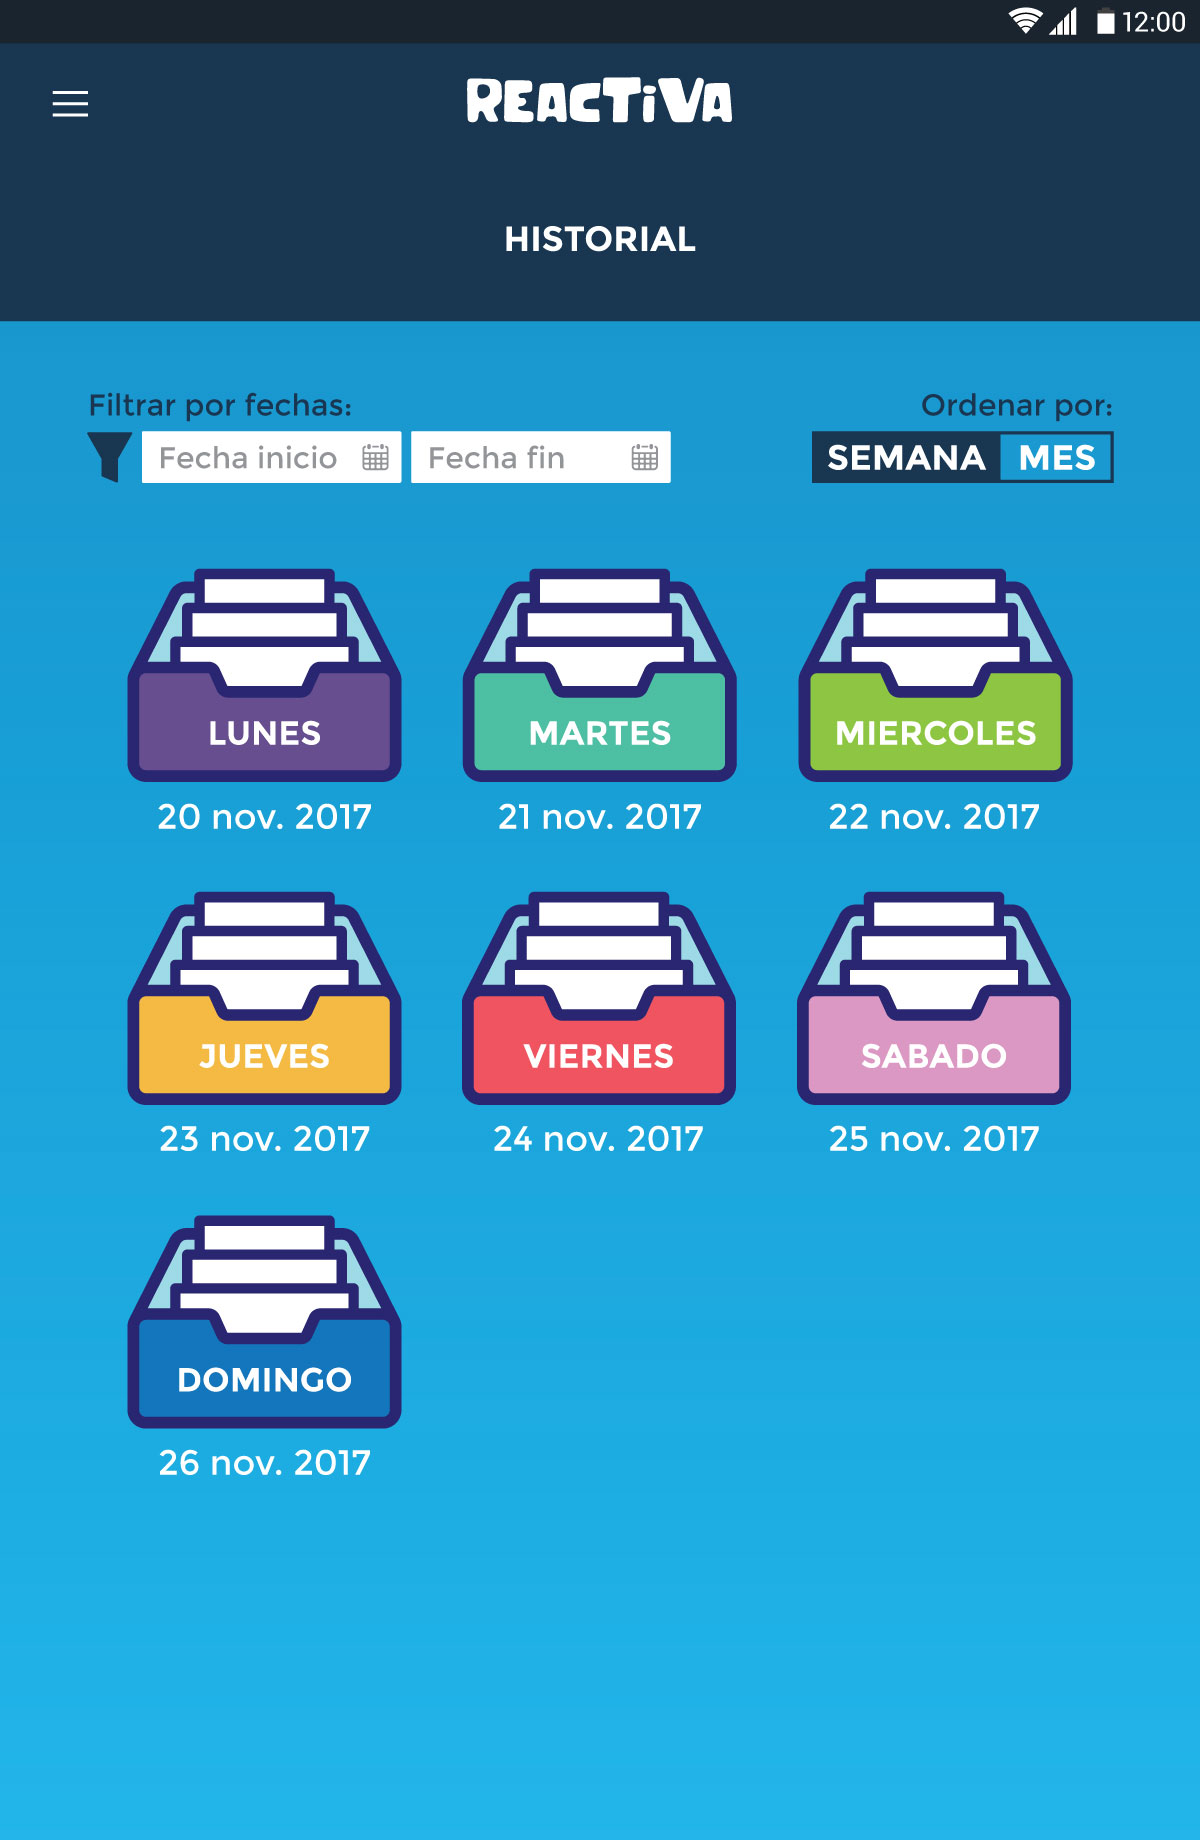 12:00
REACTiVA
HISTORIAL
Filtrar por fechas:
Ordenar por:
Fecha inicio
Fecha fin
SEMANA MES
LUNES
MARTES
MIERCOLES
20 nov. 2017
21 nov. 2017
22 nov. 2017
JUEVES
VIERNES
SABADO
23 nov. 2017
24 nov. 2017
25 nov. 2017
DOMINGO
26 nov. 2017